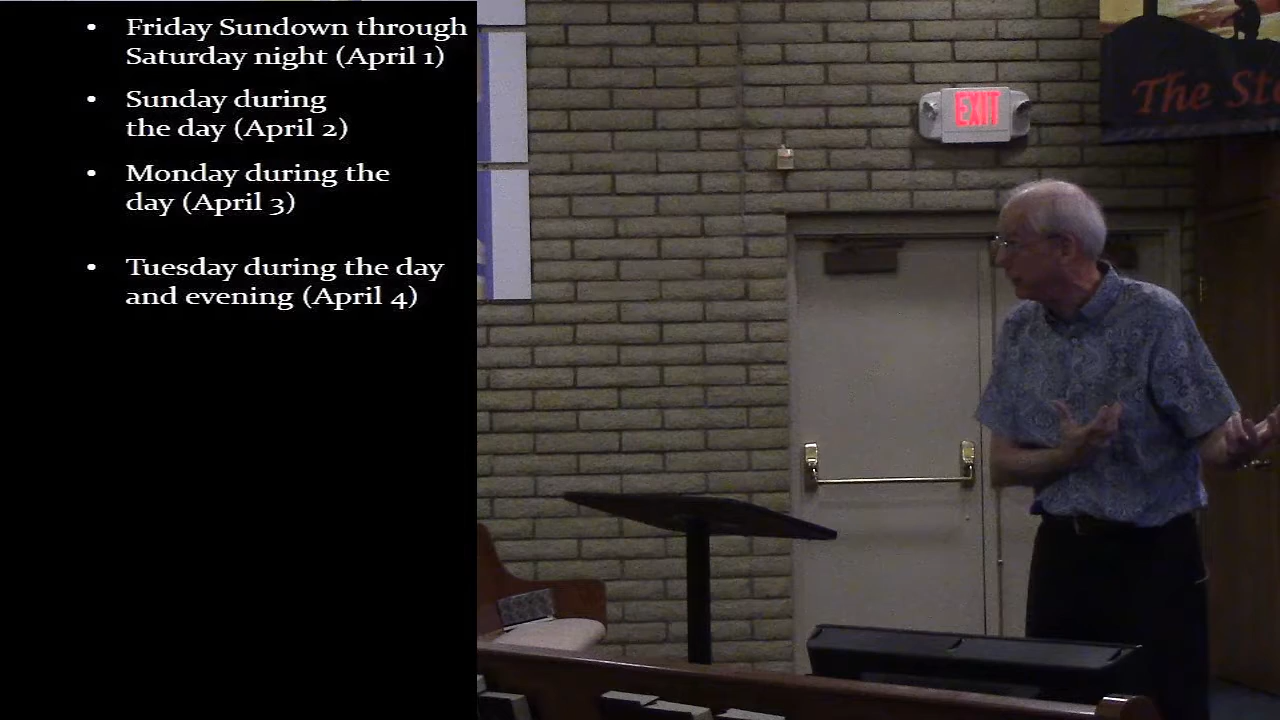 • Friday Sundown through
Saturday night (April 1)
• Sunday during
the day (April 2)
• Monday during the
day (April 3)
• Tuesday during the day
and evening (April 4)
EXIT
The